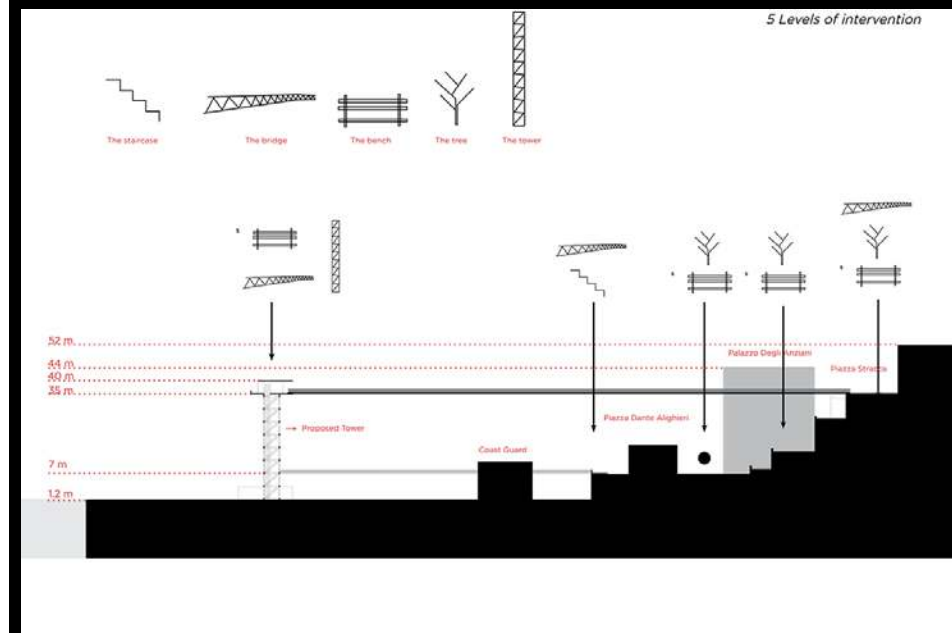 5 Levels of intervention
The staircase
The bridge
The bench
The tree
The tower
52 m
44 m
40 m
35 m
7 m
1.2 m
Palazzo Degli Anziani
Piazza Stracca
Piazza Dante Alighieri
Proposed Tower
Coast Guard